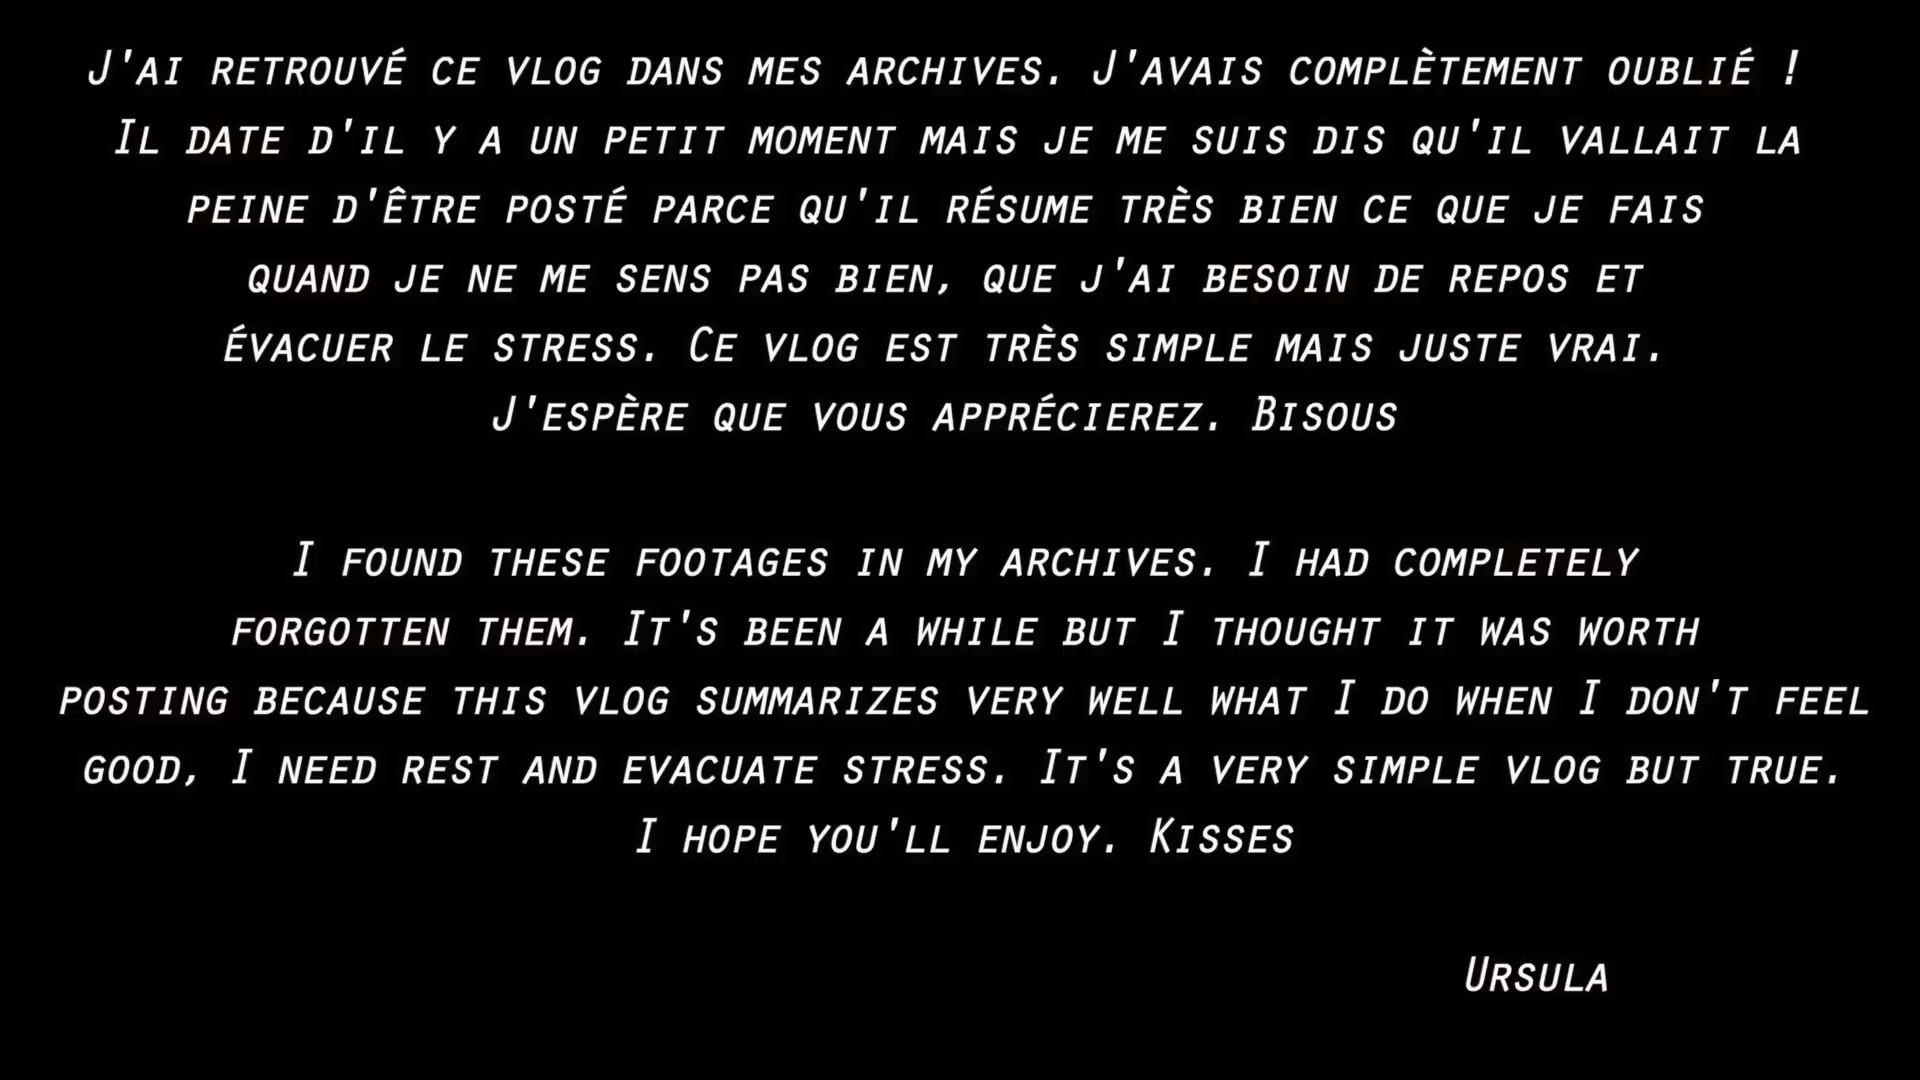 J'ai retrouvé ce vlog dans mes archives. J'avais complètement oublié !
Il date d'il y a un petit moment mais je me suis dis qu'il vallait la
peine d'être posté parce qu'il résume très bien ce que je fais
quand je ne me sens pas bien, que j'ai besoin de repos et
évacuer le stress. Ce vlog est très simple mais juste vrai.
J'espère que vous apprécierez. Bisous
I found these footages in my archives. I had completely
forgotten them. It's been a while but I thought it was worth
posting because this vlog summarizes very well what I do when I don't feel
good, I need rest and evacuate stress. It's a very simple vlog but true.
I hope you'll enjoy. Kisses
Ursula